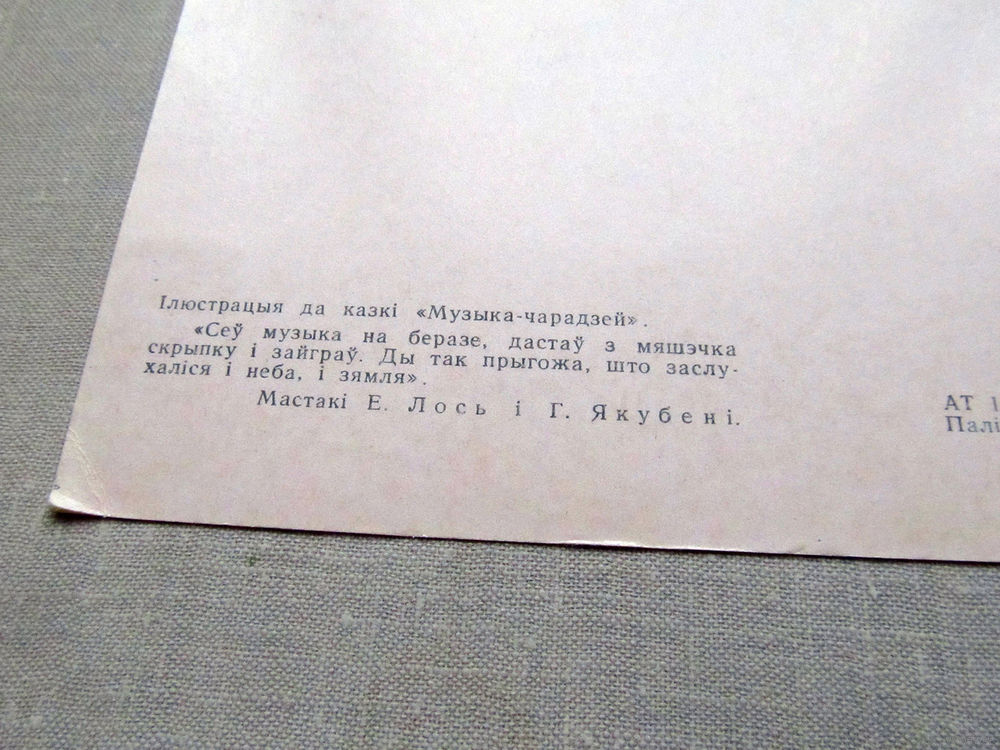 Ілюстрацыя да казкі «Музыка-чарадзей».
«Сеў музыка на беразе, дастаў з мяшэчка
скрыпку і зайграў. Ды так прыгожа, што заслу-
халіся і неба, і зямля».
Мастакі Е. Лось і Г. Якубені.
АТ